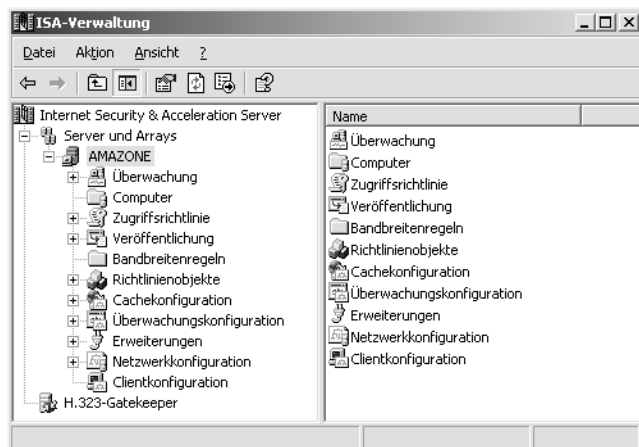 ISA-Verwaltung
Datei Aktion Ansicht ?
Internet Security & Acceleration Server
Server und Arrays
AMAZONE
Überwachung
Computer
Zugriffsrichtlinie
Veröffentlichung
Bandbreitenregeln
Richtlinienobjekte
Cachekonfiguration
Überwachungskonfiguration
Erweiterungen
Netzwerkkonfiguration
Clientkonfiguration
H.323-Gatekeeper
Name
Überwachung
Computer
Zugriffsrichtlinie
Veröffentlichung
Bandbreitenregeln
Richtlinienobjekte
Cachekonfiguration
Überwachungskonfiguration
Erweiterungen
Netzwerkkonfiguration
Clientkonfiguration